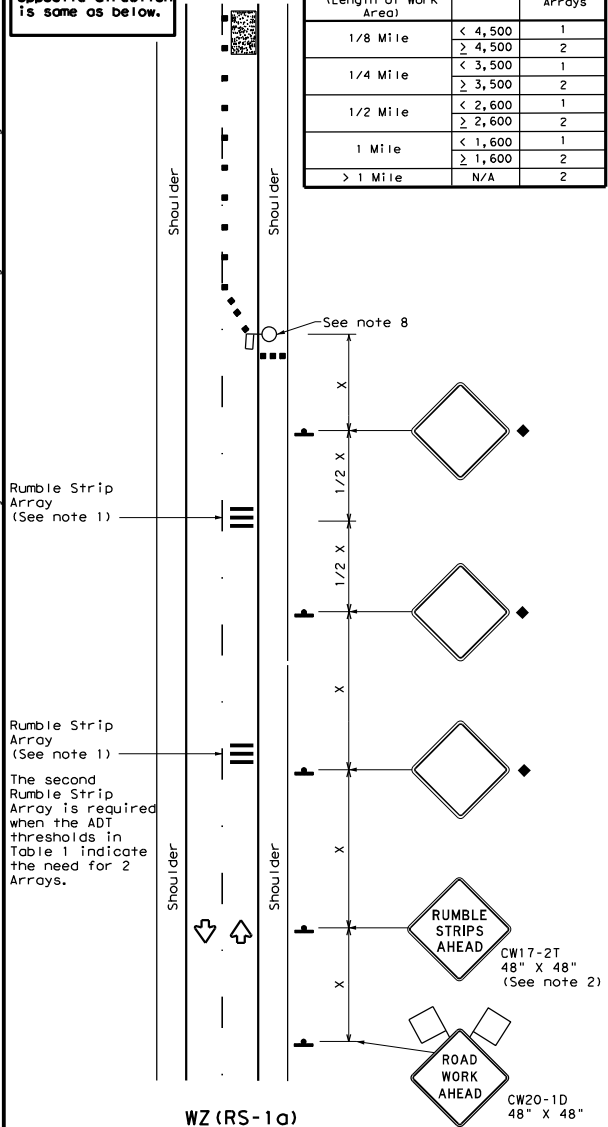 is same as below.
Area)
Arrays
1/8 Mile
< 4,500
1
≥ 4,500
2
1/4 Mile
< 3,500
1
≥ 3,500
2
1/2 Mile
< 2,600
1
≥ 2,600
2
1 Mile
< 1,600
1
≥ 1,600
2
> 1 Mile
N/A
2
Shoulder
Shoulder
See note 8
X
1/2 X
Rumble Strip
Array
(See note 1)
1/2 X
X
Rumble Strip
Array
(See note 1)
The second
Rumble Strip
Array is required
when the ADT
thresholds in
Table 1 indicate
the need for 2
Arrays.
Shoulder
Shoulder
X
RUMBLE
STRIPS
AHEAD
CW17-2T
48" X 48"
(See note 2)
X
ROAD
WORK
AHEAD
CW20-1D
48" X 48"
WZ(RS-1a)